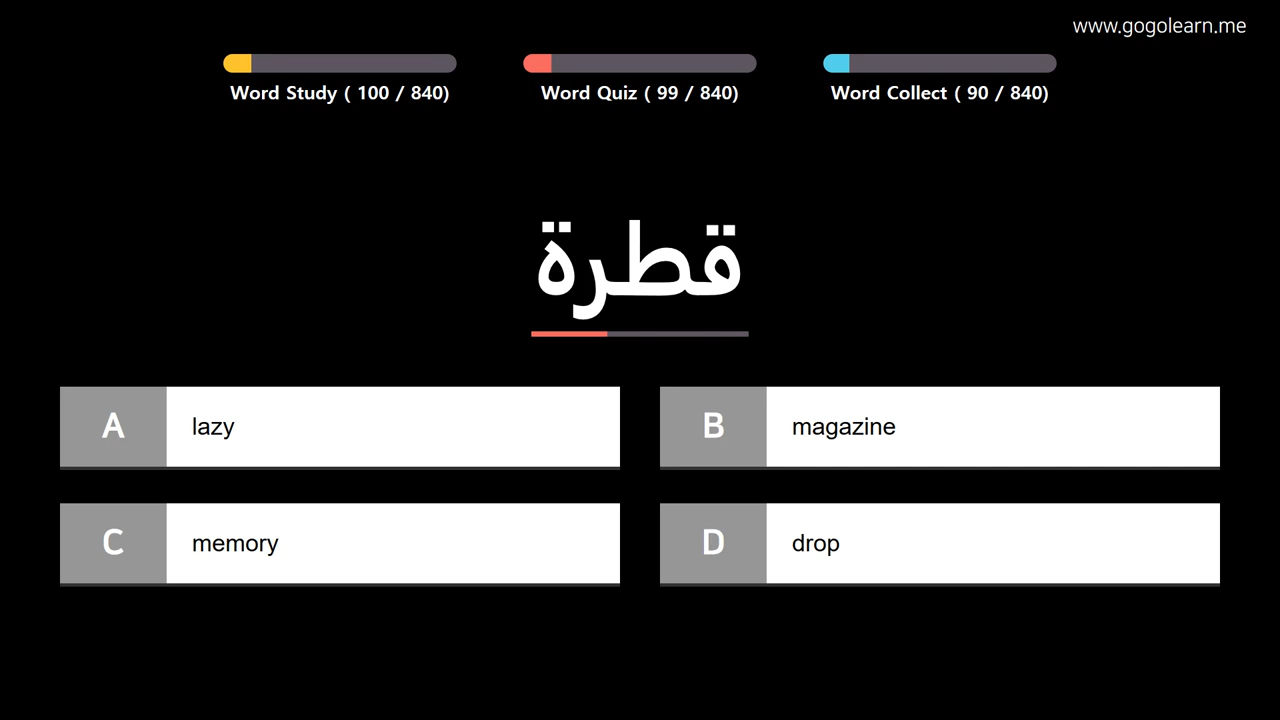 www.gogolearn.me
Word Study ( 100 / 840)
Word Quiz ( 99 / 840)
Word Collect ( 90 / 840)
قطرة
A lazy
B magazine
C memory
D drop